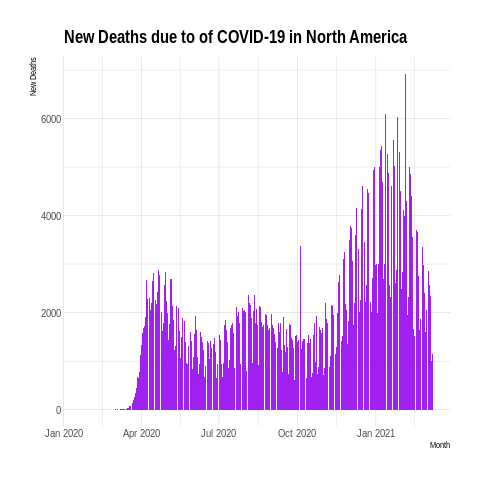 New Deaths due to of COVID-19 in North America
New Deaths
6000
4000
2000
0
Jan 2020
Apr 2020
Jul 2020
Oct 2020
Jan 2021
Month